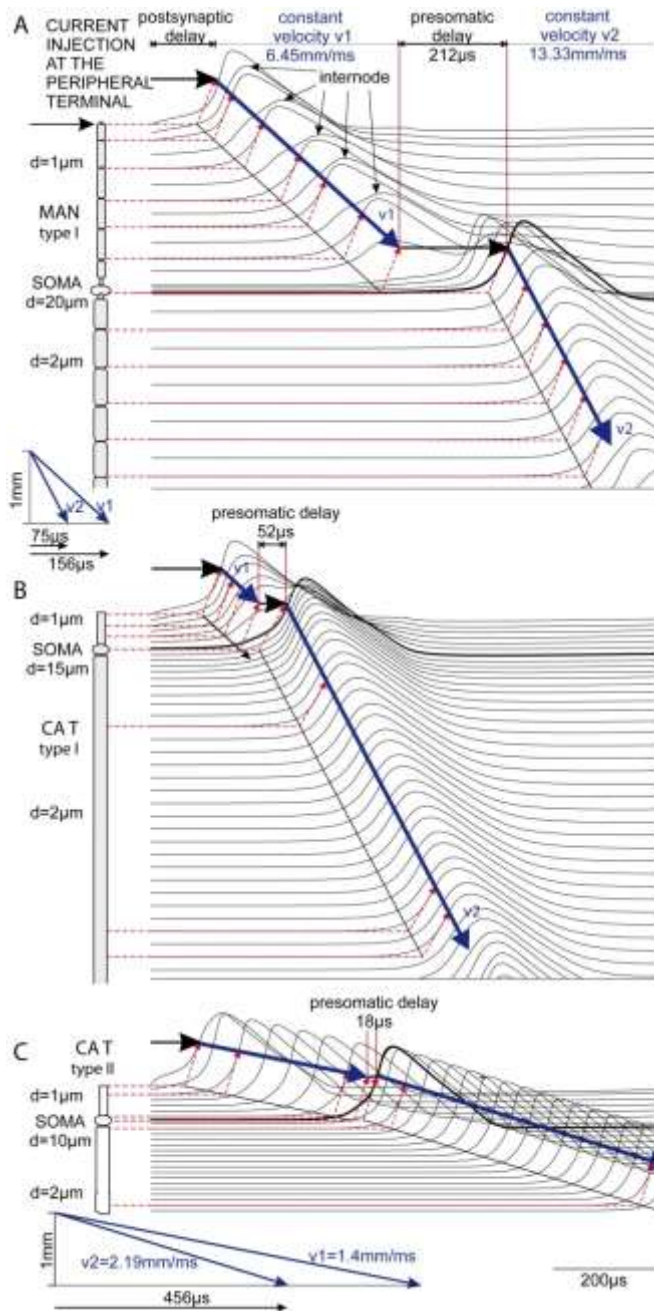 A
CURRENT
INJECTION
AT THE
PERIPHERAL
TERMINAL
postsynaptic
delay
constant
velocity v1
6.45mm/ms
presomatic
delay
212µs
constant
velocity v2
13.33mm/ms
internode
d=1µm
MAN
type I
v1
SOMA
d=20µm
d=2µm
v2
1mm
v2
v1
75µs
156µs
presomatic delay
52µs
B
v1
d=1µm
SOMA
d=15µm
CAT
type I
d=2µm
v2
presomatic delay
18µs
C
CAT
type II
d=1µm
SOMA
d=10µm
d=2µm
1mm
v2=2.19mm/ms
v1=1.4mm/ms
456µs
200µs